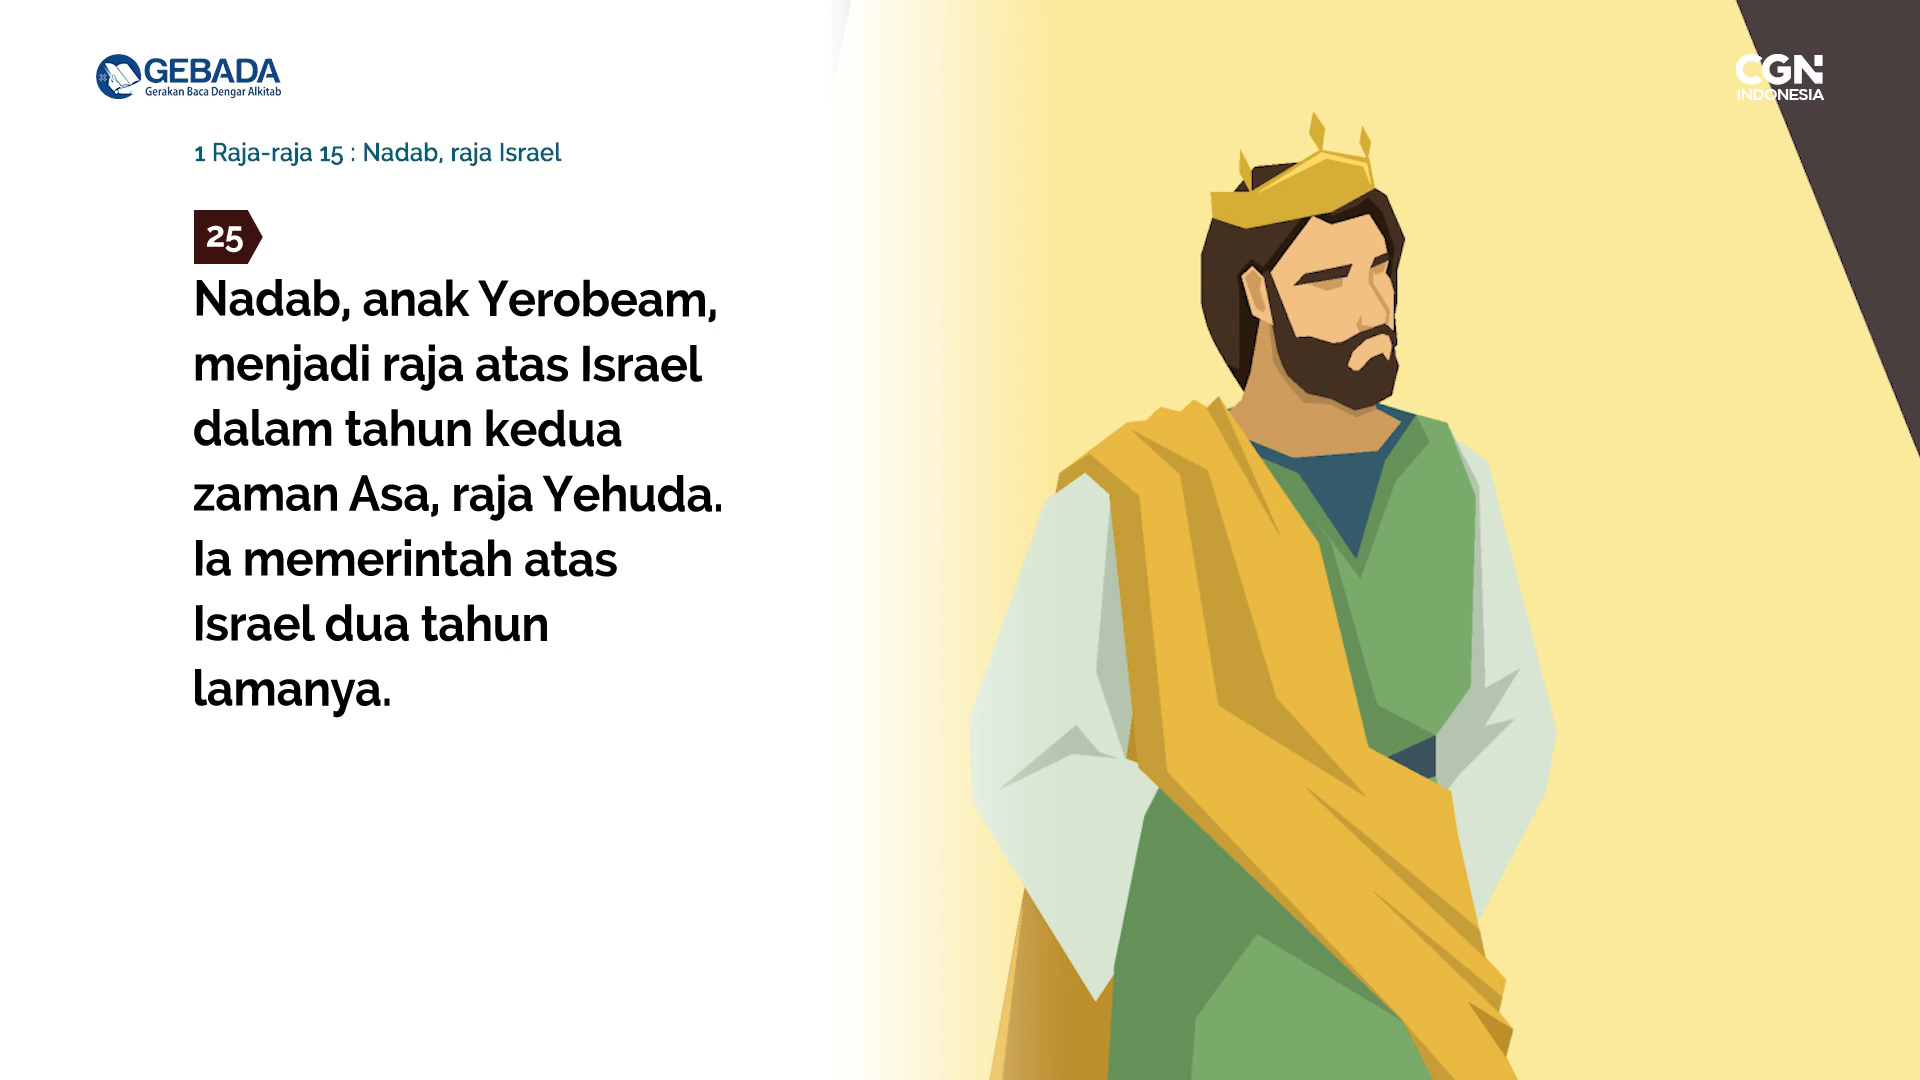 GEBADA
Gerakan Baca Dengar Alkitab
CGN
INDONESIA
1 Raja-raja 15 : Nadab, raja Israel
25
Nadab, anak Yerobeam,
menjadi raja atas Israel
dalam tahun kedua
zaman Asa, raja Yehuda.
Ia memerintah atas
Israel dua tahun
lamanya.